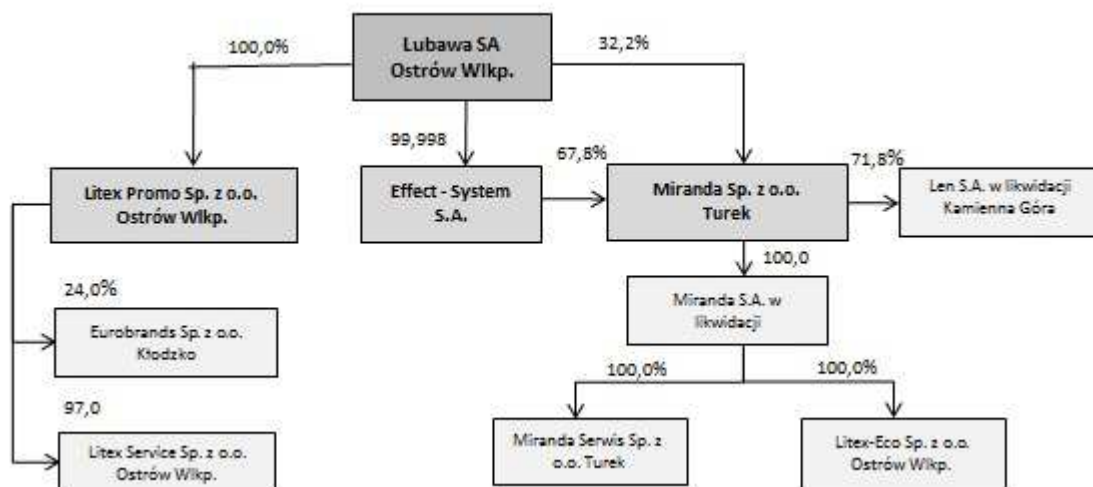 100,0%
Lubawa SA
Ostrów Wlkp.
32,2%
99,998
67,8%
71,8%
Litex Promo Sp. z o.o.
Ostrów Wlkp.
Effect - System
S.A.
Miranda Sp. z o.o.
Turek
Len S.A. w likwidacji
Kamienna Góra
100,0
24,0%
Miranda S.A. w
likwidacji
Eurobrands Sp. z o.o.
Kłodzko
100,0%
100,0%
97,0
Litex Service Sp. z o.o.
Ostrów Wlkp.
Miranda Serwis Sp. z
o.o. Turek
Litex-Eco Sp. z o.o.
Ostrów Wlkp.